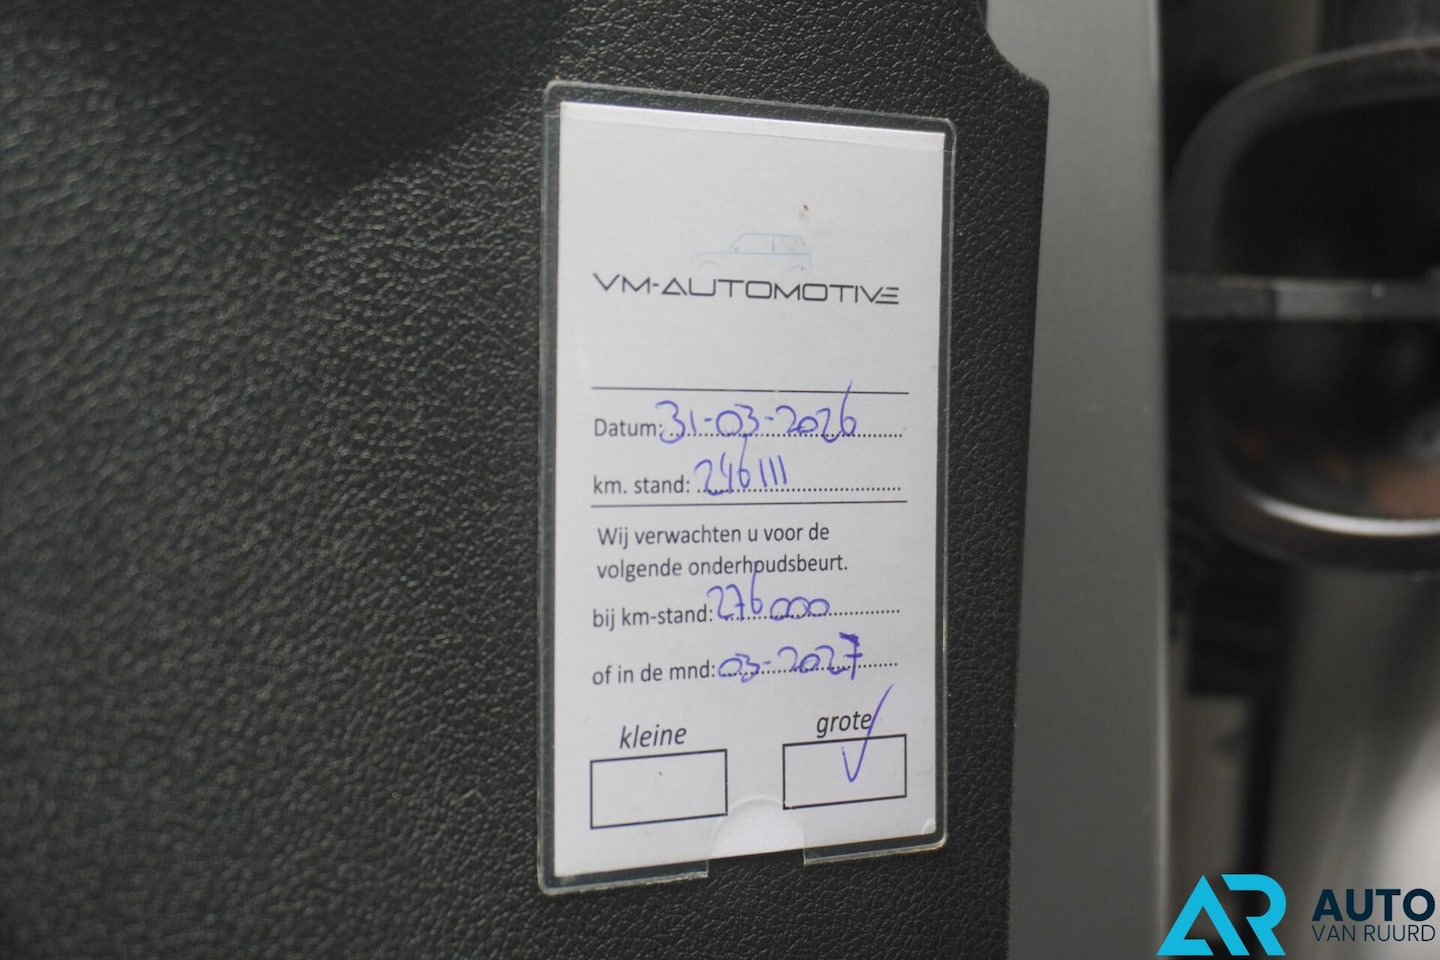 VM-AUTOMOTIVE
Datum: 31-03-2026
km. stand: 246111
Wij verwachten u voor de
volgende onderhoudsbeurt.
bij km-stand: 276000
of in de mnd: 03-2027
kleine grote
AR AUTO
VAN RUURD